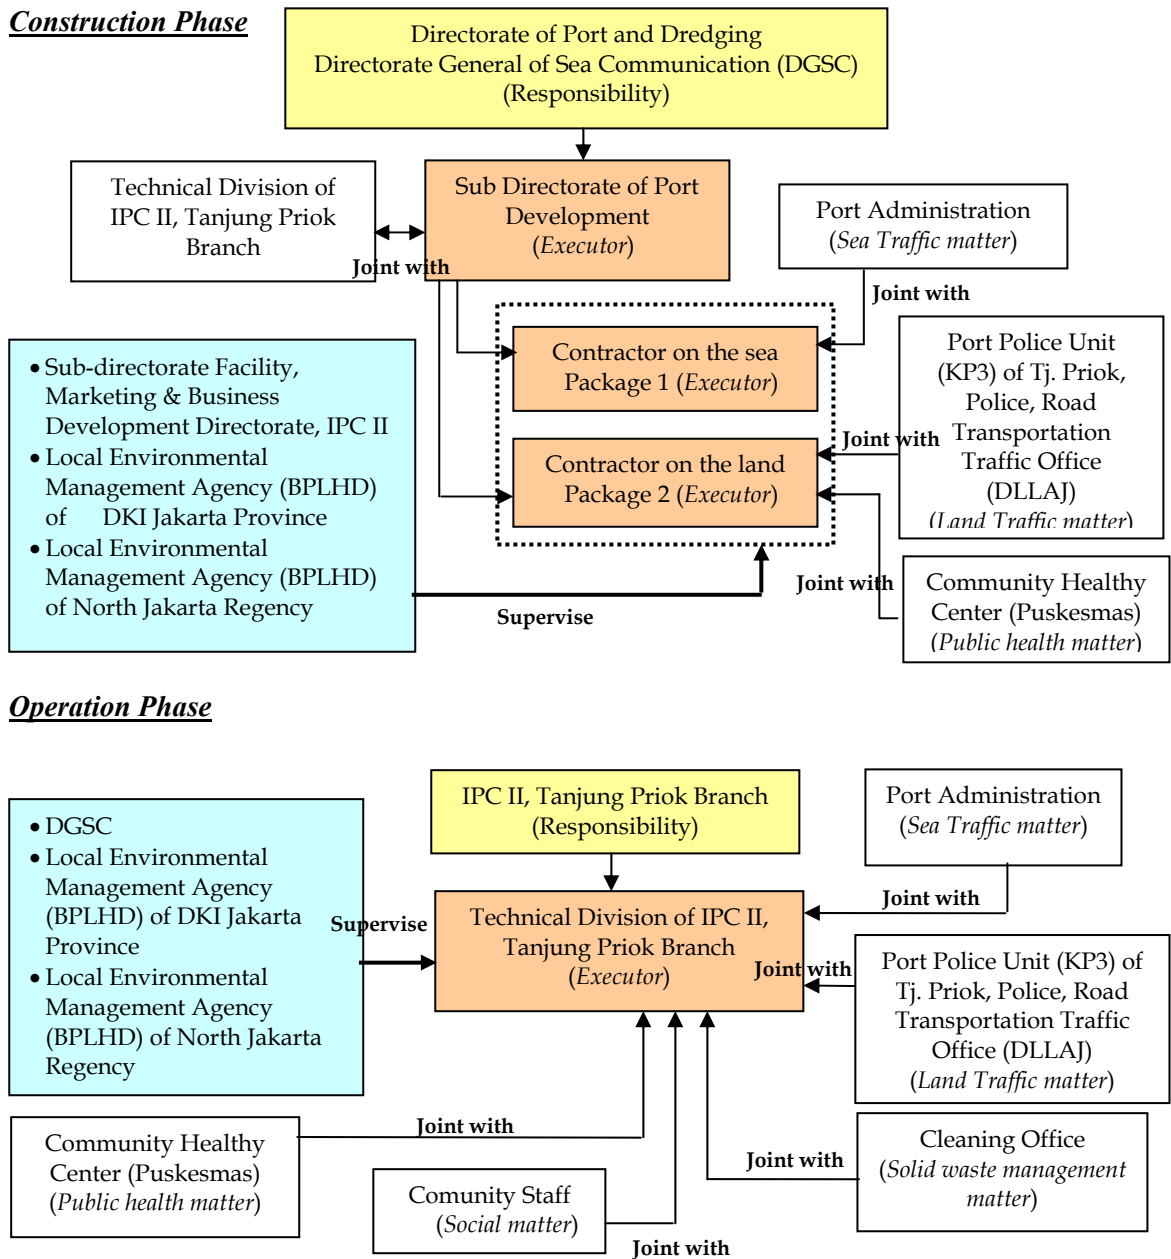 Construction Phase
Directorate of Port and Dredging
Directorate General of Sea Communication (DGSC)
(Responsibility)
Technical Division of
IPC II, Tanjung Priok
Branch
Sub Directorate of Port
Development
(Executor)
Port Administration
(Sea Traffic matter)
Joint with
Joint with
Contractor on the sea
Package 1 (Executor)
Port Police Unit
(KP3) of Tj. Priok,
Police, Road
Transportation
Traffic Office
(DLLAJ)
(Land Traffic matter)
• Sub-directorate Facility,
Marketing & Business
Development Directorate, IPC II
• Local Environmental
Management Agency (BPLHD)
of DKI Jakarta Province
• Local Environmental
Management Agency (BPLHD)
of North Jakarta Regency
Joint with
Contractor on the land
Package 2 (Executor)
Joint with
Community Healthy
Center (Puskesmas)
(Public health matter)
Supervise
Operation Phase
IPC II, Tanjung Priok Branch
(Responsibility)
Port Administration
(Sea Traffic matter)
• DGSC
• Local Environmental
Management Agency
(BPLHD) of DKI Jakarta
Province
• Local Environmental
Management Agency
(BPLHD) of North Jakarta
Regency
Supervise
Technical Division of IPC II,
Tanjung Priok Branch
(Executor)
Joint with
Joint with
Port Police Unit (KP3) of
Tj. Priok, Police, Road
Transportation Traffic
Office (DLLAJ)
(Land Traffic matter)
Community Healthy
Center (Puskesmas)
(Public health matter)
Joint with
Comunity Staff
(Social matter)
Joint with
Joint with
Cleaning Office
(Solid waste management
matter)